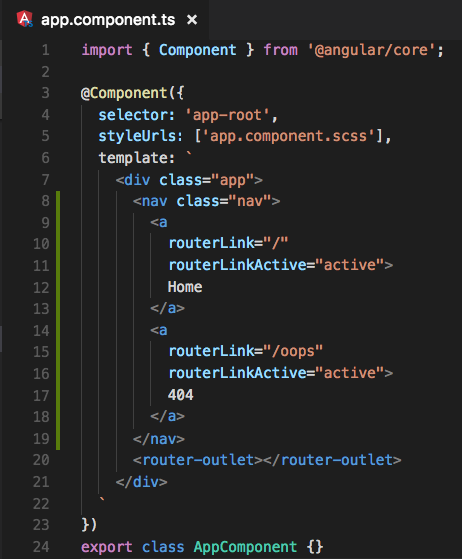 app.component.ts ×
1 import { Component } from '@angular/core';
2
3 @Component({
4   selector: 'app-root',
5   styleUrls: ['app.component.scss'],
6   template: `
7     <div class="app">
8       <nav class="nav">
9         <a
10           routerLink="/"
11           routerLinkActive="active">
12           Home
13         </a>
14         <a
15           routerLink="/oops"
16           routerLinkActive="active">
17           404
18         </a>
19       </nav>
20       <router-outlet></router-outlet>
21     </div>
22   `
23 })
24 export class AppComponent {}